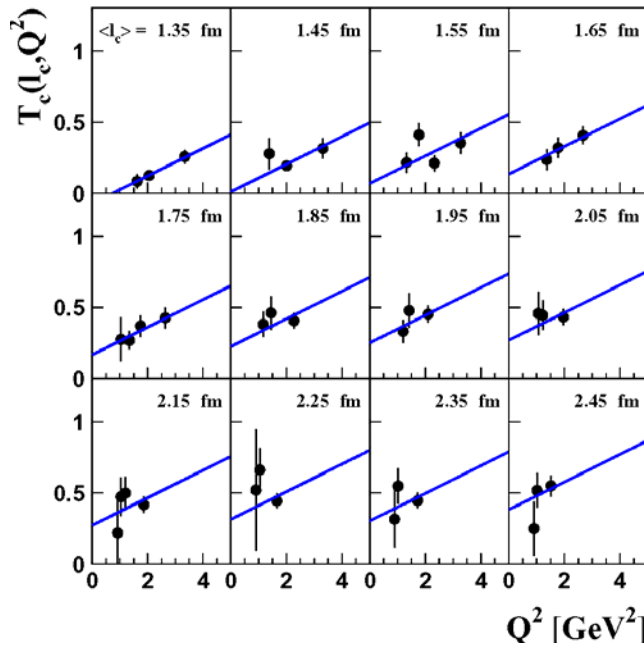 T_c(l_c,Q^2)
1
0.5
0
<l_c> = 1.35 fm
1.45 fm
1.55 fm
1.65 fm
1
0.5
0
1.75 fm
1.85 fm
1.95 fm
2.05 fm
1
0.5
0
2.15 fm
2.25 fm
2.35 fm
2.45 fm
0 2 4 0 2 4 0 2 4 0 2 4
Q^2 [GeV^2]